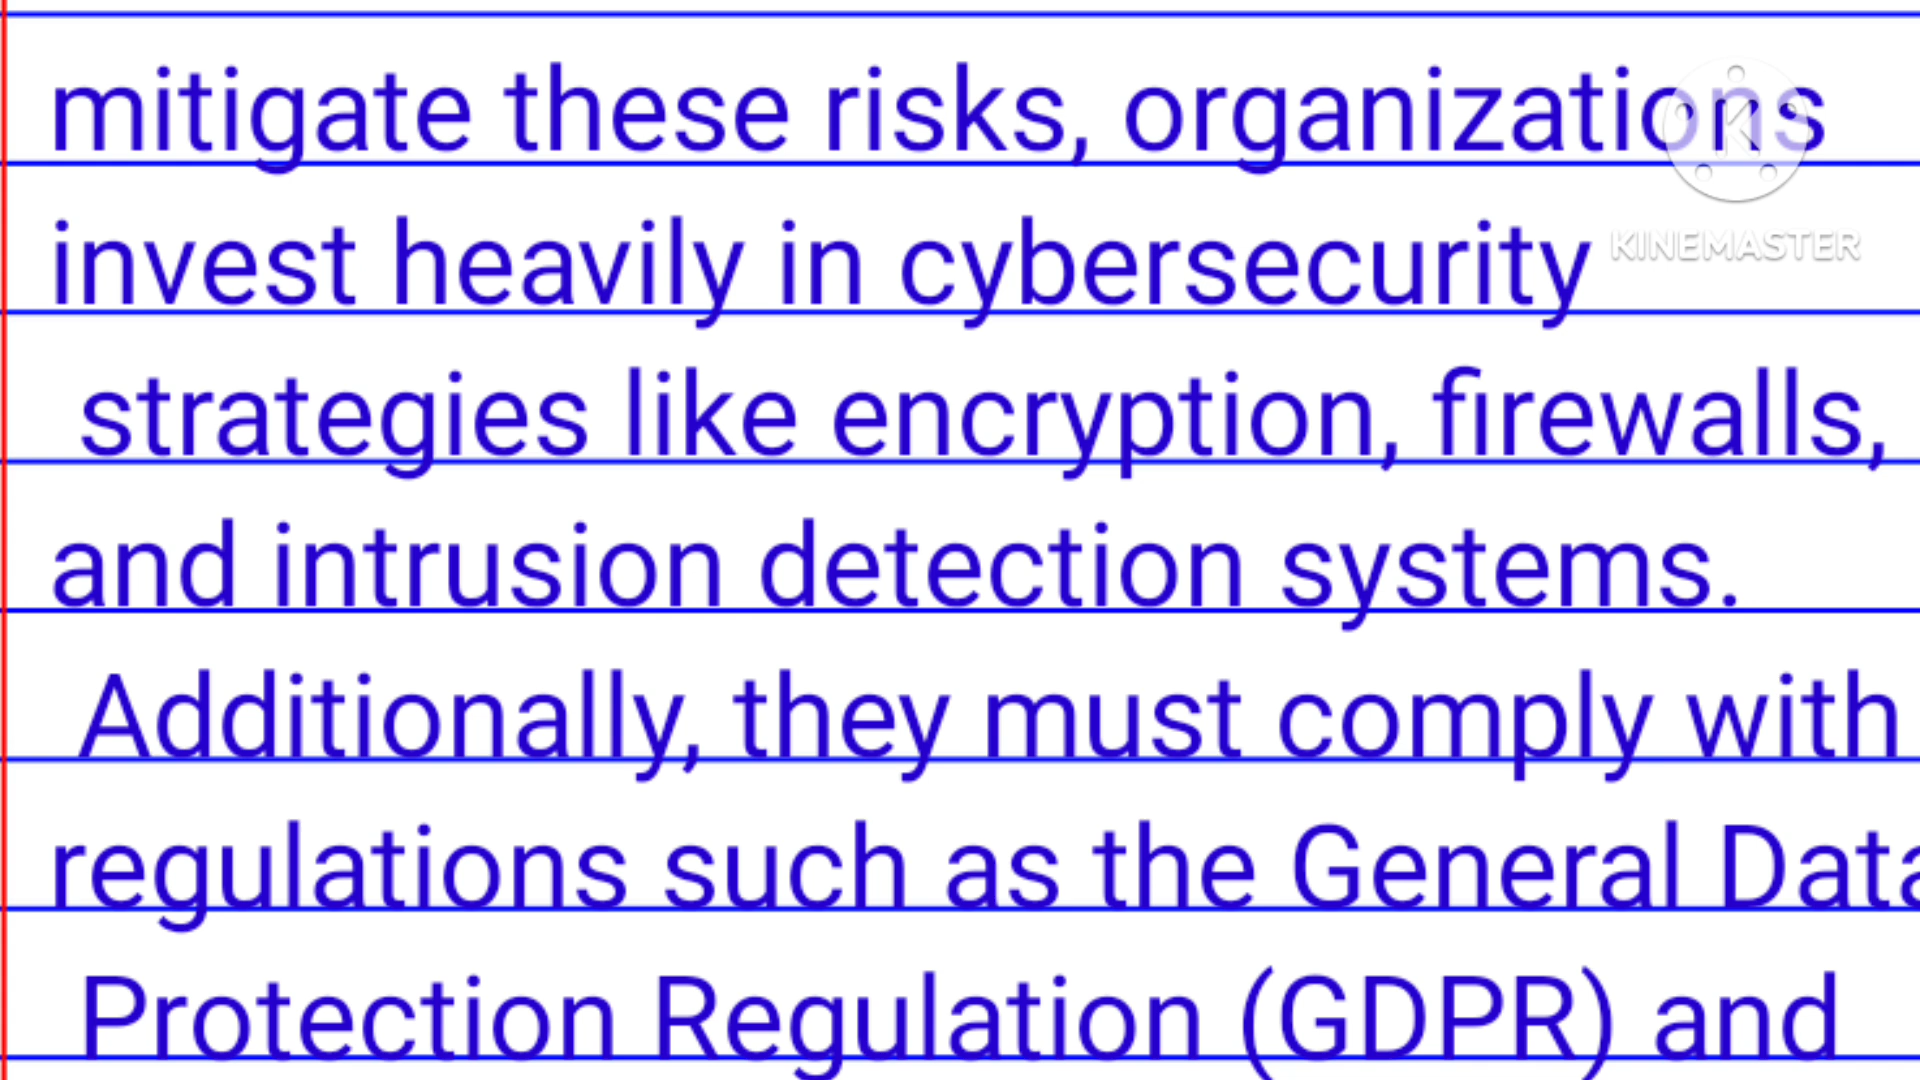 mitigate these risks, organizations
KINEMASTER
invest heavily in cybersecurity
strategies like encryption, firewalls,
and intrusion detection systems.
Additionally, they must comply with
regulations such as the General Data
Protection Regulation (GDPR) and